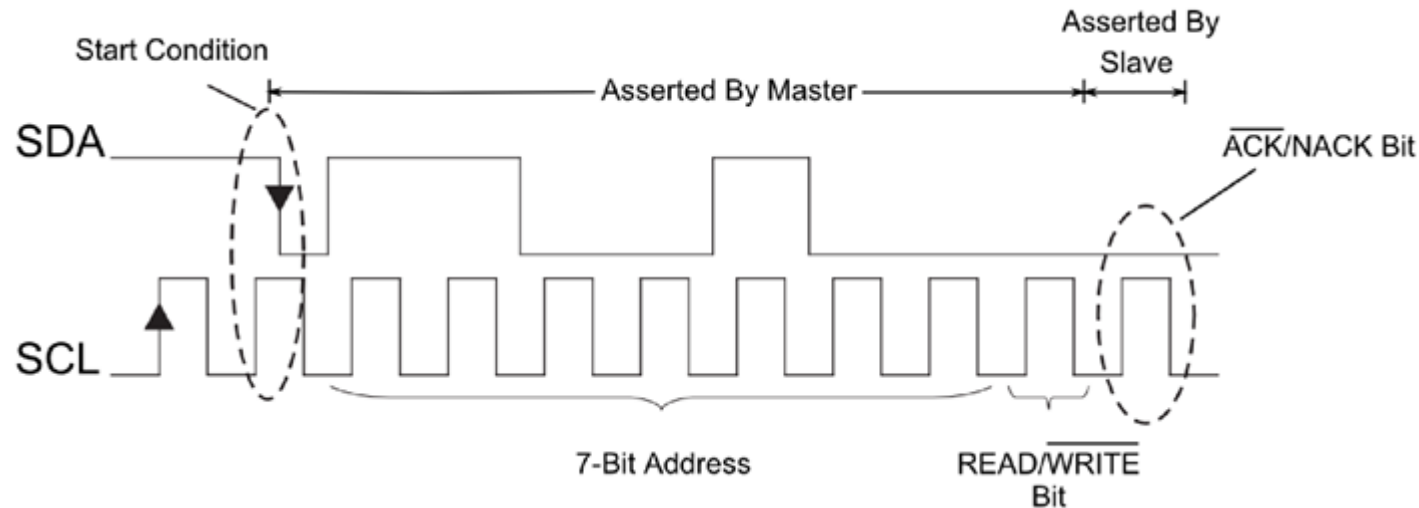 Start Condition
Asserted By Master
Asserted By
Slave
SDA
ACK/NACK Bit
SCL
7-Bit Address
READ/WRITE
Bit